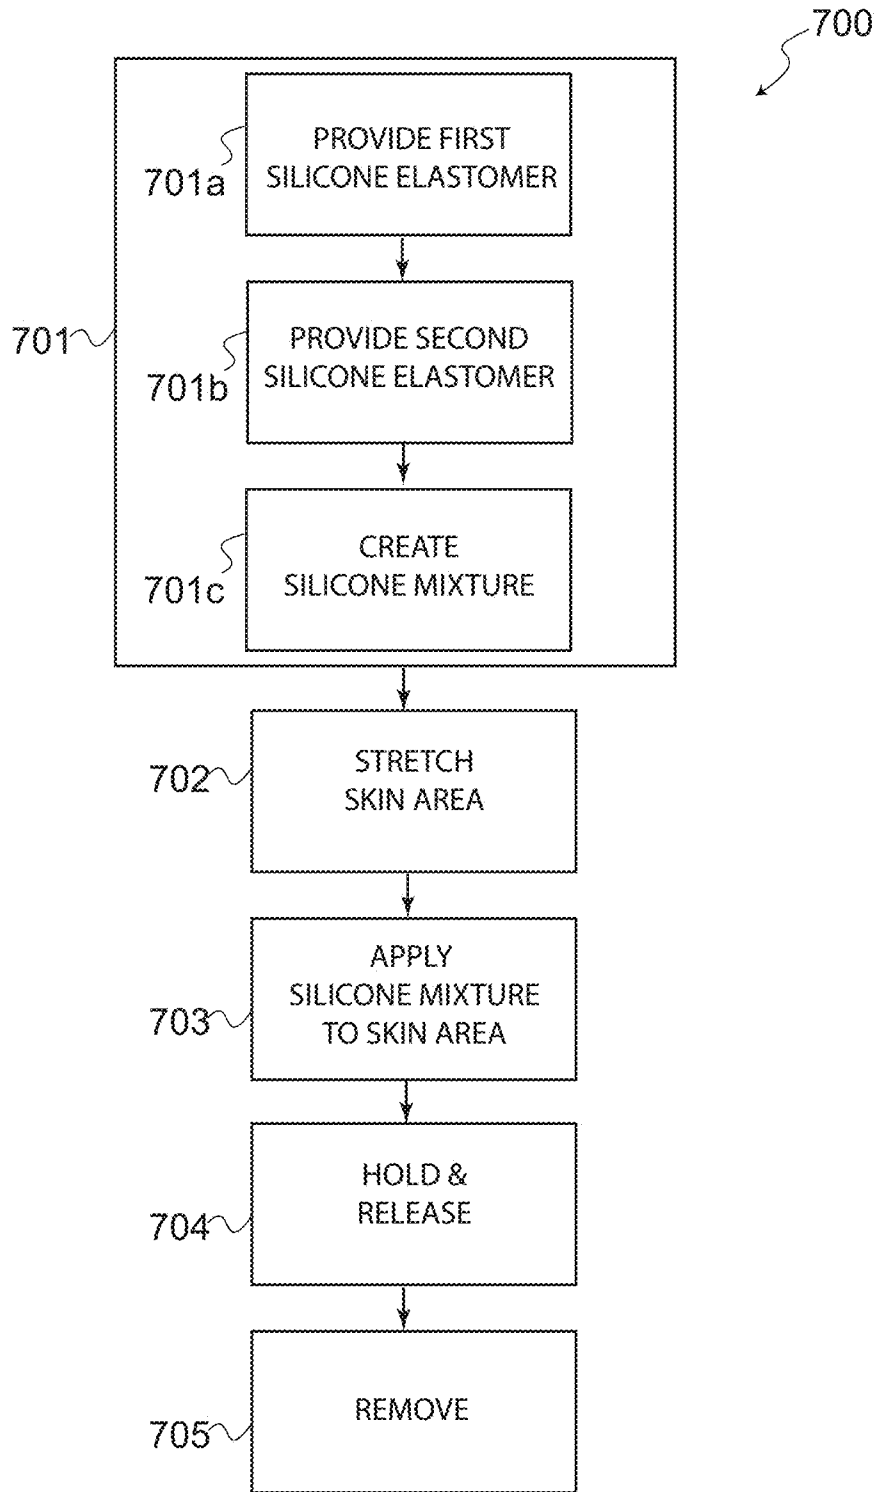 700
PROVIDE FIRST
SILICONE ELASTOMER
701a
701
PROVIDE SECOND
SILICONE ELASTOMER
701b
CREATE
SILICONE MIXTURE
701c
STRETCH
SKIN AREA
702
APPLY
SILICONE MIXTURE
TO SKIN AREA
703
HOLD &
RELEASE
704
REMOVE
705